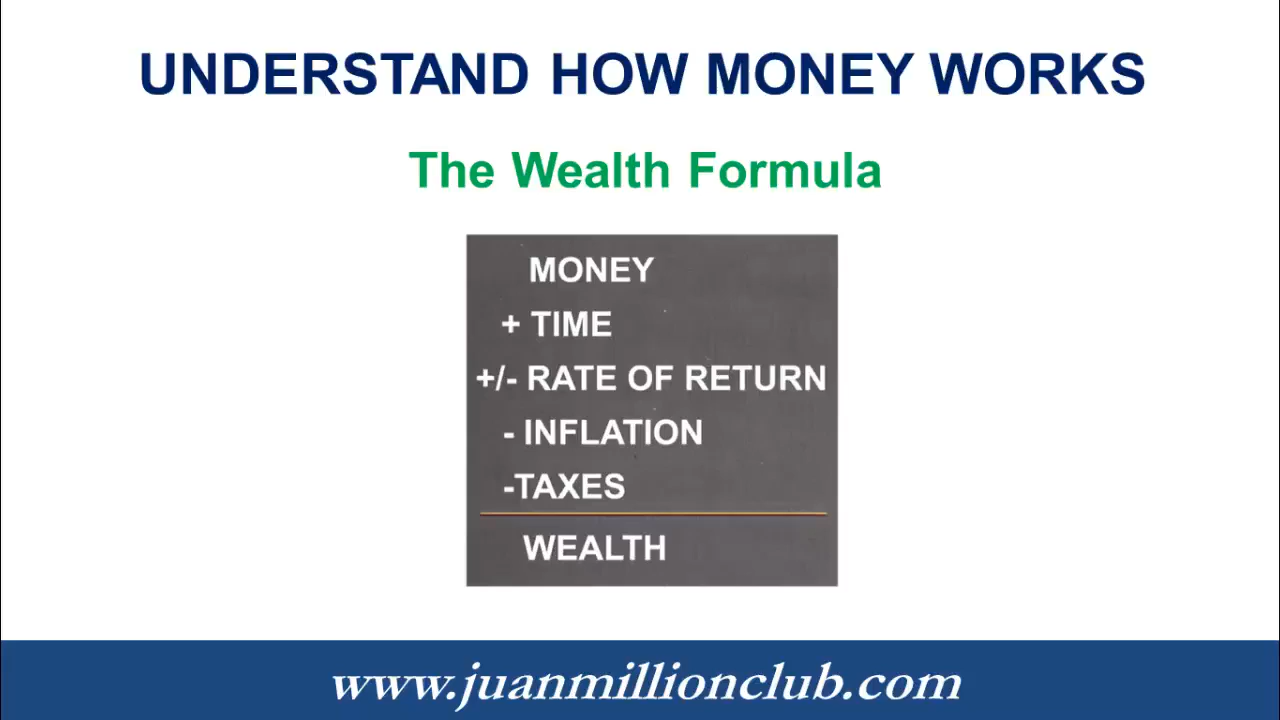 UNDERSTAND HOW MONEY WORKS
The Wealth Formula
MONEY
+ TIME
+/- RATE OF RETURN
- INFLATION
-TAXES
WEALTH
www.juanmillionclub.com